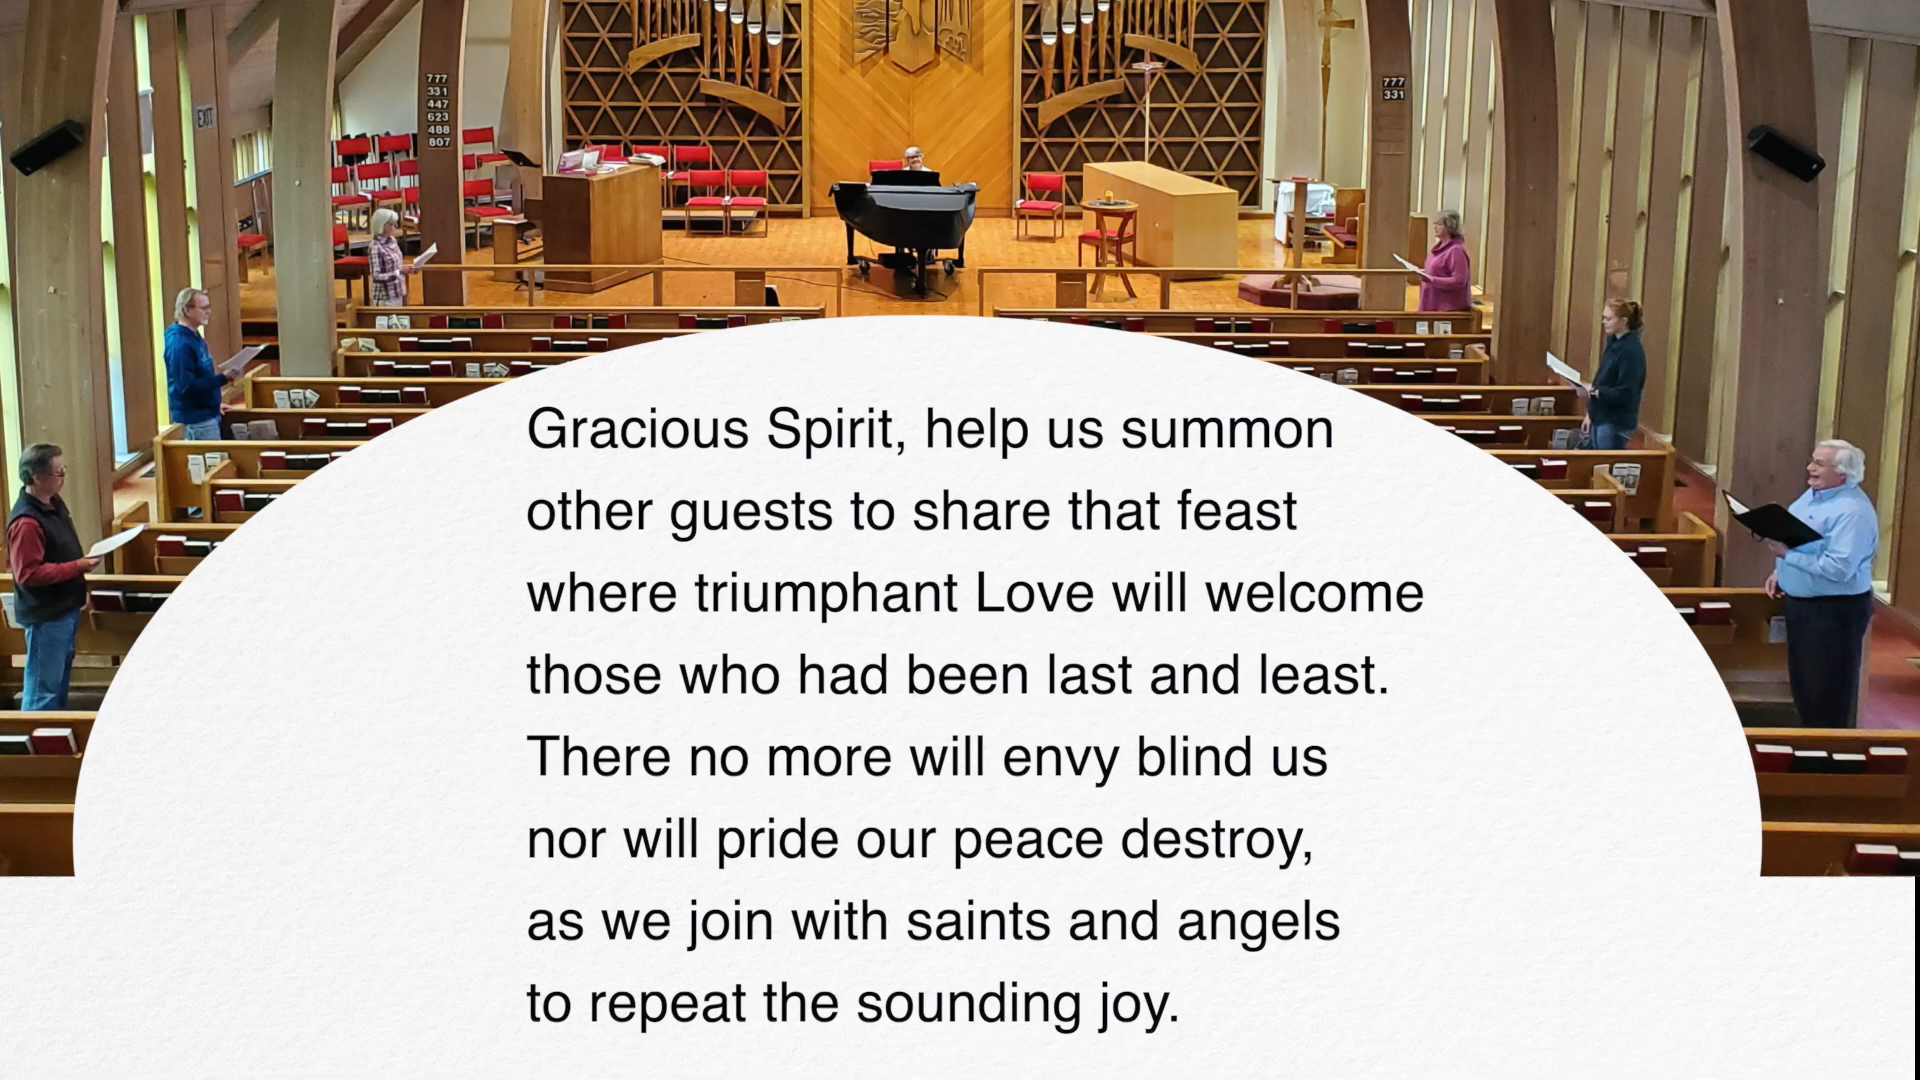 777
331
447
623
488
807
777
331
EXIT
Gracious Spirit, help us summon
other guests to share that feast
where triumphant Love will welcome
those who had been last and least.
There no more will envy blind us
nor will pride our peace destroy,
as we join with saints and angels
to repeat the sounding joy.